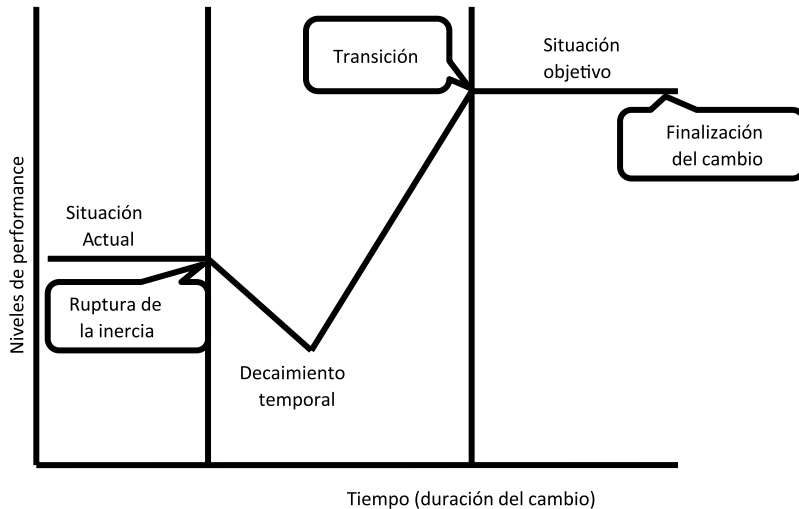 Transición
Situación
objetivo
Finalización
del cambio
Niveles de performance
Situación
Actual
Ruptura de
la inercia
Decaimiento
temporal
Tiempo (duración del cambio)